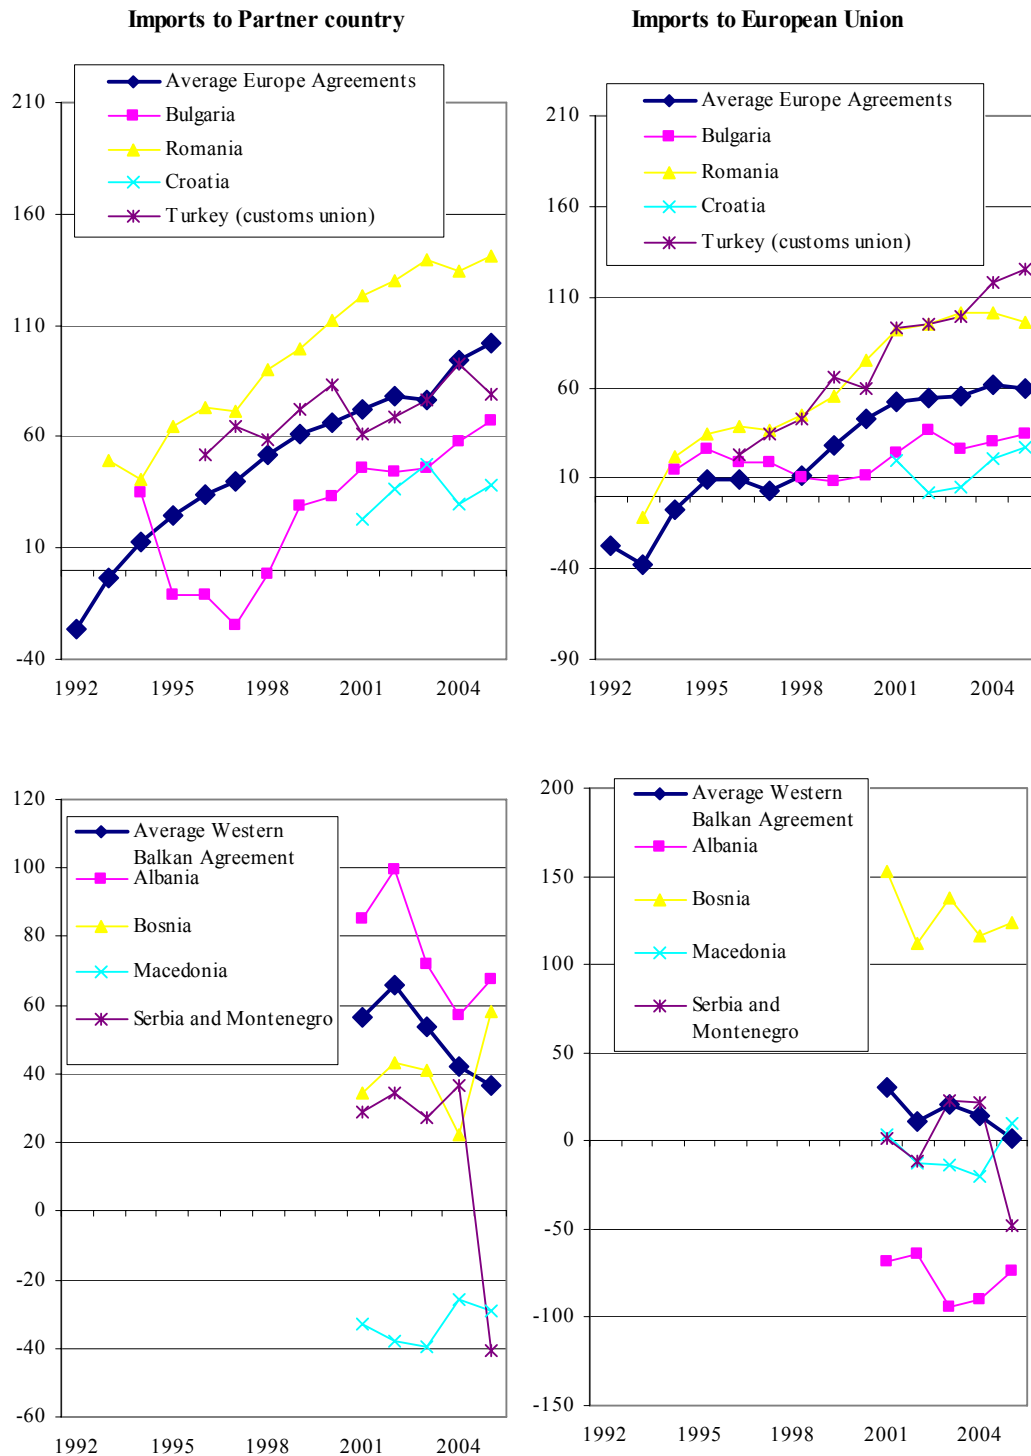 Imports to Partner country
Imports to European Union
Average Europe Agreements
Bulgaria
Romania
Croatia
Turkey (customs union)
210
160
110
60
10
-40
1992 1995 1998 2001 2004
Average Europe Agreements
Bulgaria
Romania
Croatia
Turkey (customs union)
210
160
110
60
10
-40
-90
1992 1995 1998 2001 2004
Average Western
Balkan Agreement
Albania
Bosnia
Macedonia
Serbia and Montenegro
120
100
80
60
40
20
0
-20
-40
-60
1992 1995 1998 2001 2004
Average Western
Balkan Agreement
Albania
Bosnia
Macedonia
Serbia and
Montenegro
200
150
100
50
0
-50
-100
-150
1992 1995 1998 2001 2004